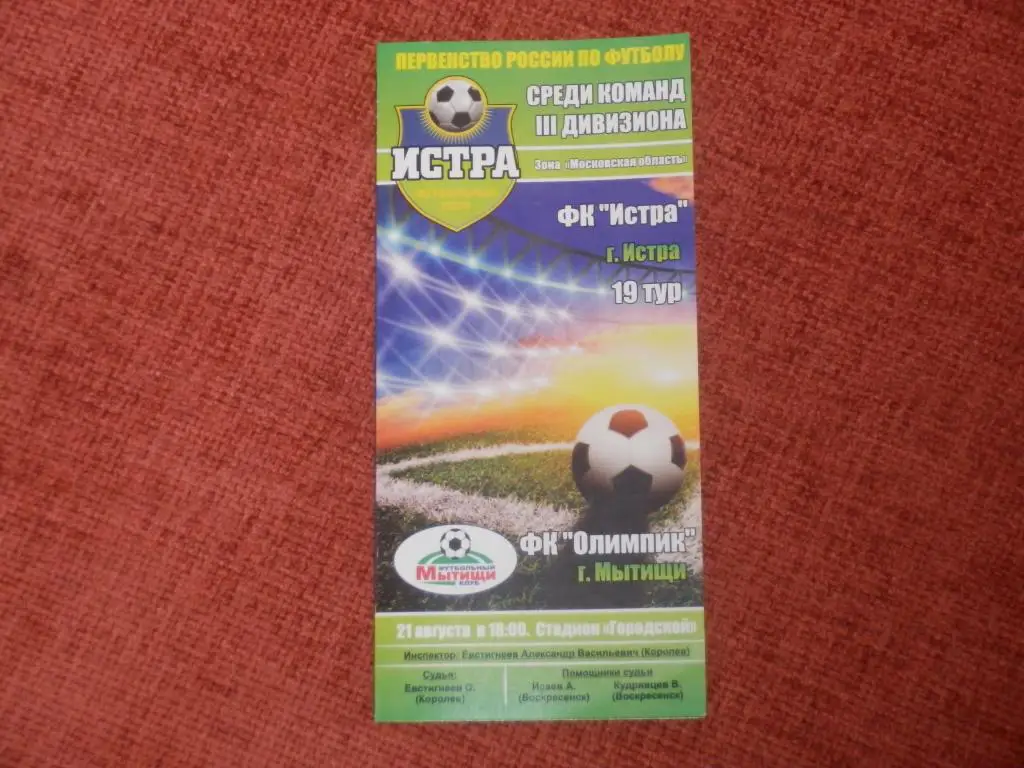 ПЕРВЕНСТВО РОССИИ ПО ФУТБОЛУ
СРЕДИ КОМАНД
III ДИВИЗИОНА
ИСТРА
Зона «Московская область»
ФК "Истра"
г. Истра
19 тур
ФК "Олимпик"
г. Мытищи
ФУТБОЛЬНЫЙ
МЫТИЩИ
КЛУБ
21 августа в 18:00. Стадион «Городской»
Инспектор: Евстигнеев Александр Васильевич (Королев)
Судья:
Евстигнеев О.
(Королев)
Помощники судьи
Исаев А.
(Воскресенск)
Кудрявцев В.
(Воскресенск)